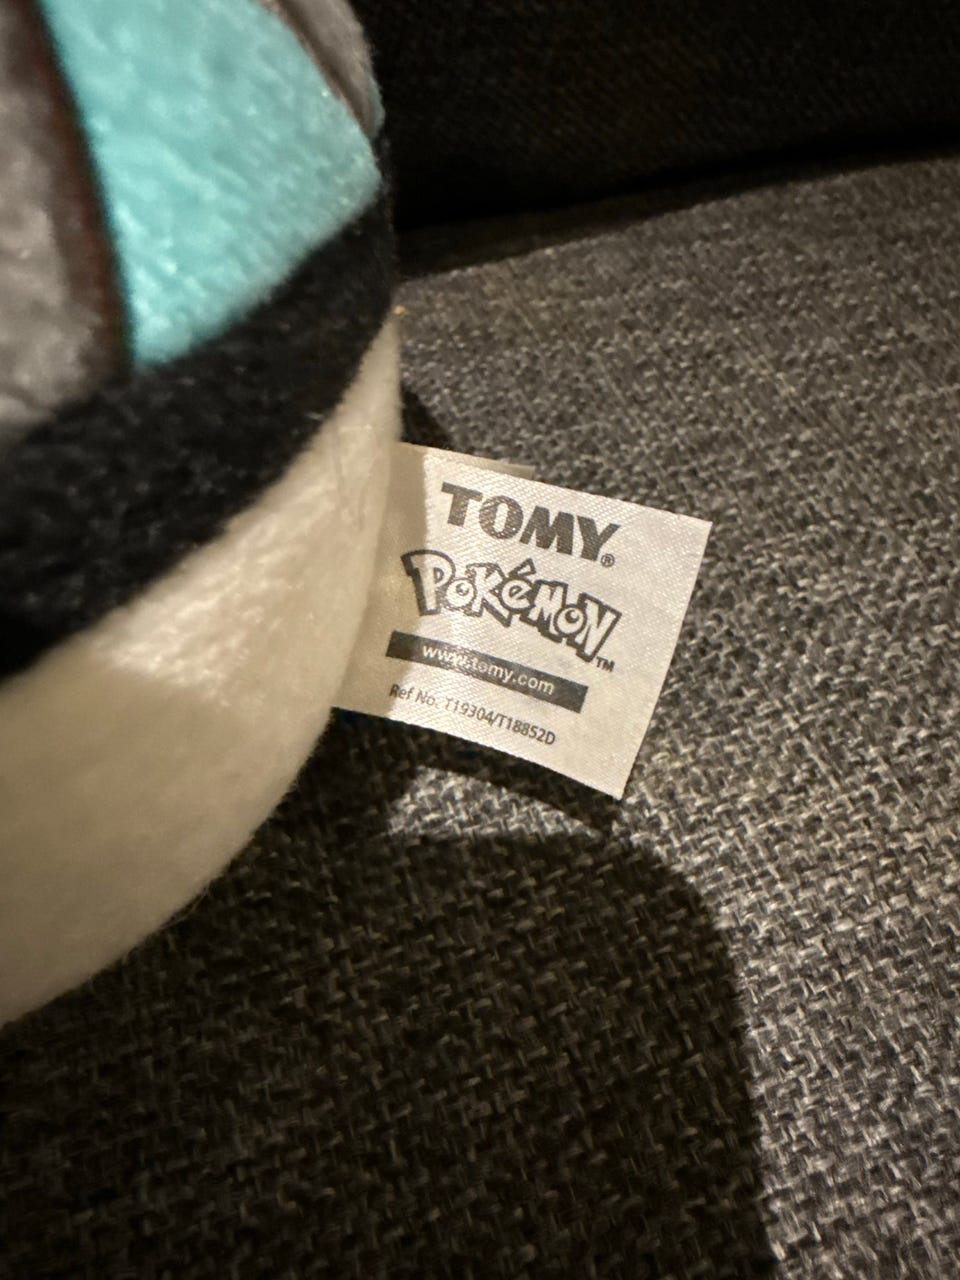 TOMY®
Pokémon™
www.tomy.com
Ref No. T19304/T18852D